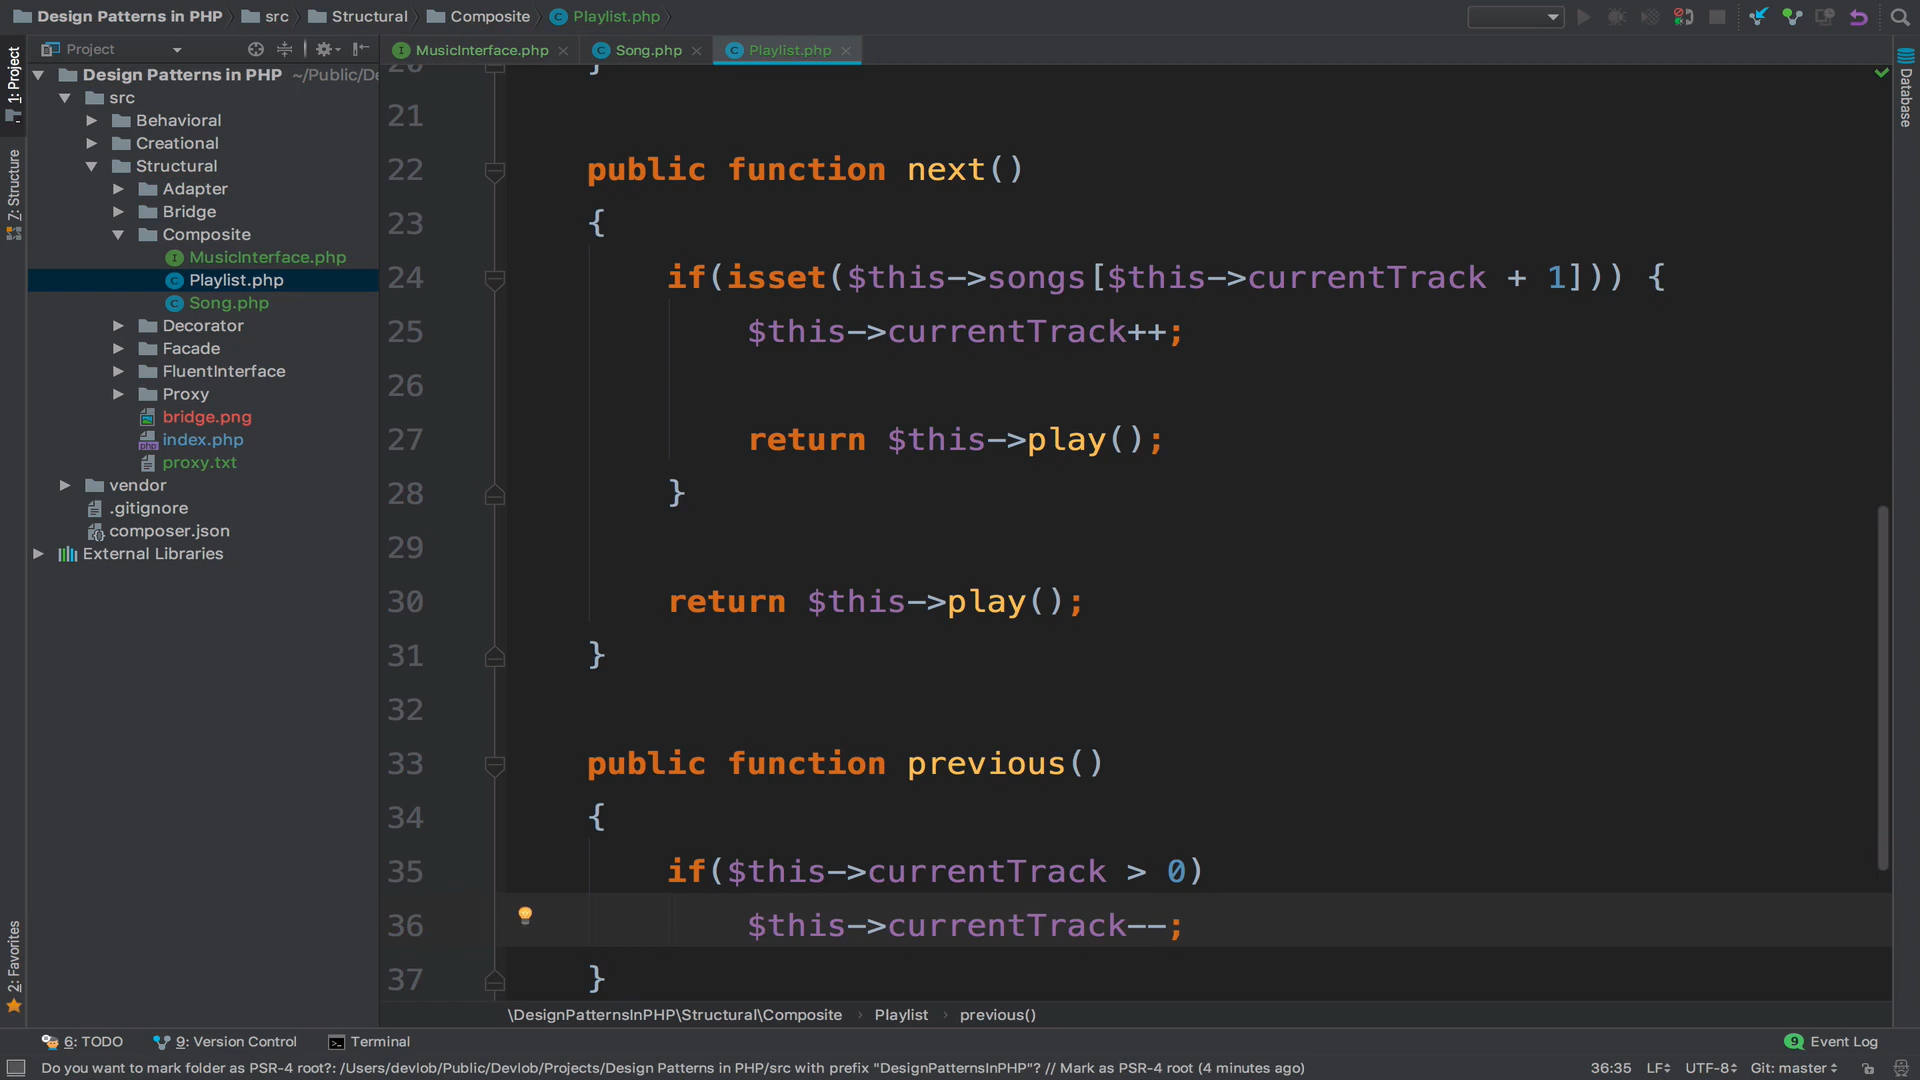 Design Patterns in PHP
src
Structural
Composite
Playlist.php
1: Project
7: Structure
2: Favorites
Database
Project
MusicInterface.php
Song.php
Playlist.php
Design Patterns in PHP ~/Public/De
src
Behavioral
Creational
Structural
Adapter
Bridge
Composite
MusicInterface.php
Playlist.php
Song.php
Decorator
Facade
FluentInterface
Proxy
bridge.png
index.php
proxy.txt
vendor
.gitignore
composer.json
External Libraries
20 }
21
22 public function next()
23 {
24 if(isset($this->songs[$this->currentTrack + 1])) {
25 $this->currentTrack++;
26
27 return $this->play();
28 }
29
30 return $this->play();
31 }
32
33 public function previous()
34 {
35 if($this->currentTrack > 0)
36 $this->currentTrack--;
37 }
\DesignPatternsInPHP\Structural\Composite › Playlist › previous()
6: TODO
9: Version Control
Terminal
9 Event Log
Do you want to mark folder as PSR-4 root?: /Users/devlob/Public/Devlob/Projects/Design Patterns in PHP/src with prefix "DesignPatternsInPHP"? // Mark as PSR-4 root (4 minutes ago)
36:35 LF UTF-8 Git: master